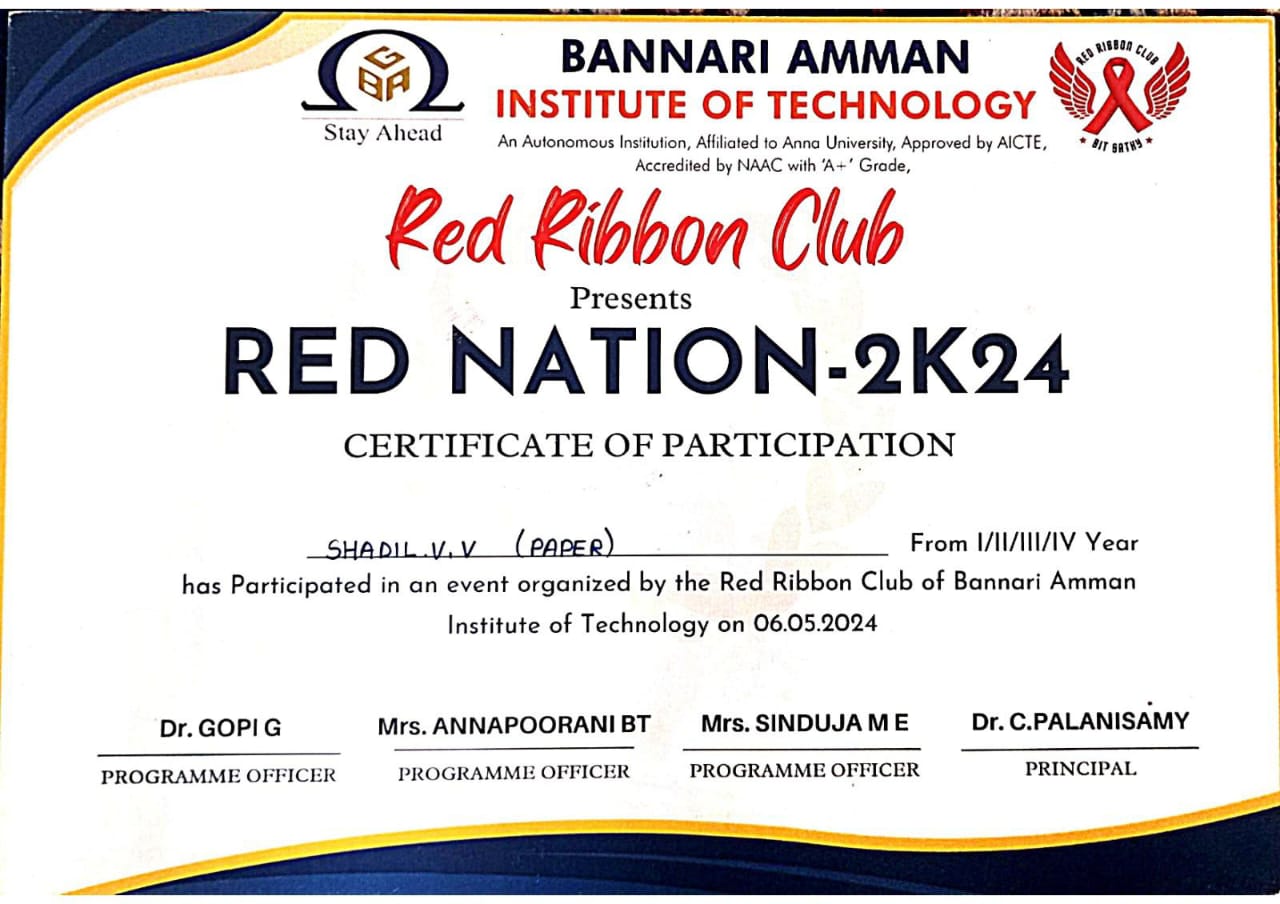 GBA
Stay Ahead
BANNARI AMMAN
INSTITUTE OF TECHNOLOGY
An Autonomous Institution, Affiliated to Anna University, Approved by AICTE,
Accredited by NAAC with 'A+' Grade,
RED RIBBON CLUB
BIT SATHY
Red Ribbon Club
Presents
RED NATION-2K24
CERTIFICATE OF PARTICIPATION
SHADIL.V.V (PAPER) From I/II/III/IV Year
has Participated in an event organized by the Red Ribbon Club of Bannari Amman
Institute of Technology on 06.05.2024
Dr. GOPI G Mrs. ANNAPOORANI BT Mrs. SINDUJA M E Dr. C.PALANISAMY
PROGRAMME OFFICER PROGRAMME OFFICER PROGRAMME OFFICER PRINCIPAL